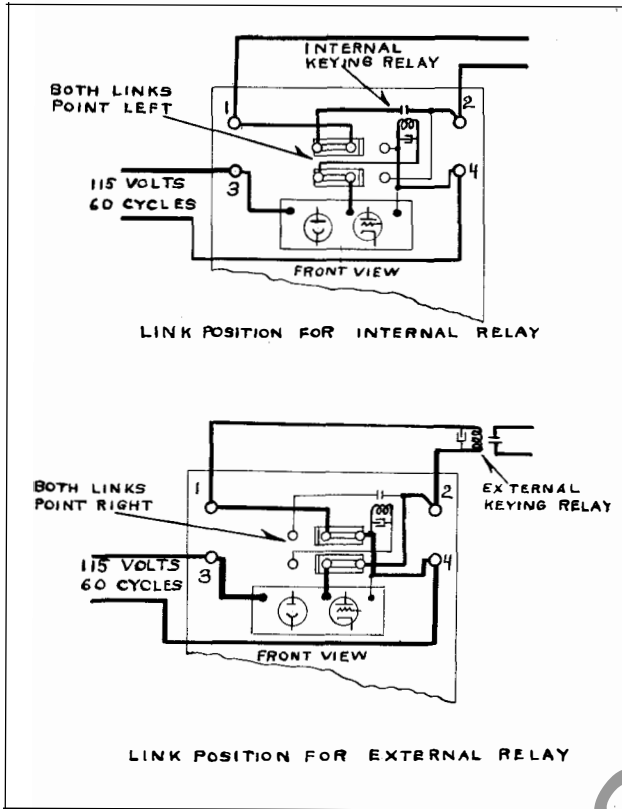 INTERNAL
KEYING RELAY
BOTH LINKS
POINT LEFT
1
2
3
4
115 VOLTS
60 CYCLES
FRONT VIEW
LINK POSITION FOR INTERNAL RELAY
BOTH LINKS
POINT RIGHT
1
2
EXTERNAL
KEYING RELAY
3
4
115 VOLTS
60 CYCLES
FRONT VIEW
LINK POSITION FOR EXTERNAL RELAY